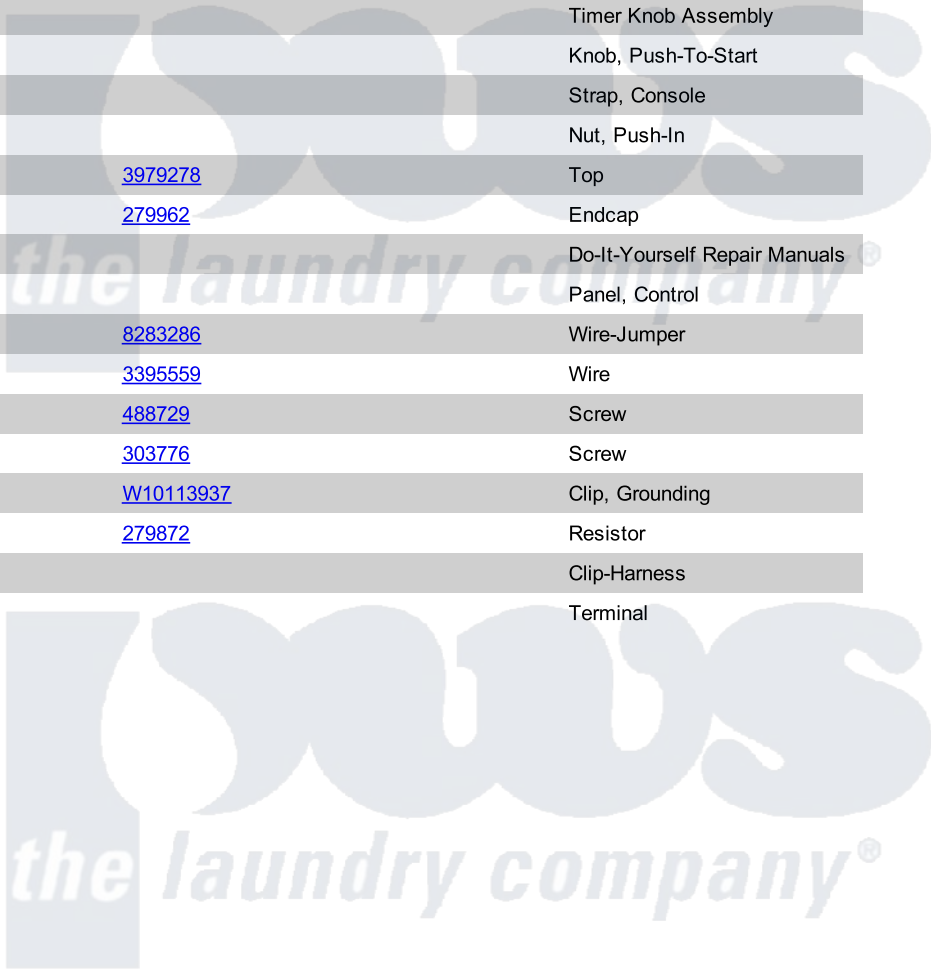 Timer Knob Assembly
Knob, Push-To-Start
Strap, Console
Nut, Push-In
3979278 Top
279962 Endcap
Do-It-Yourself Repair Manuals
Panel, Control
8283286 Wire-Jumper
3395559 Wire
488729 Screw
303776 Screw
W10113937 Clip, Grounding
279872 Resistor
Clip-Harness
Terminal
pws
the laundry company®
pws
the laundry company®